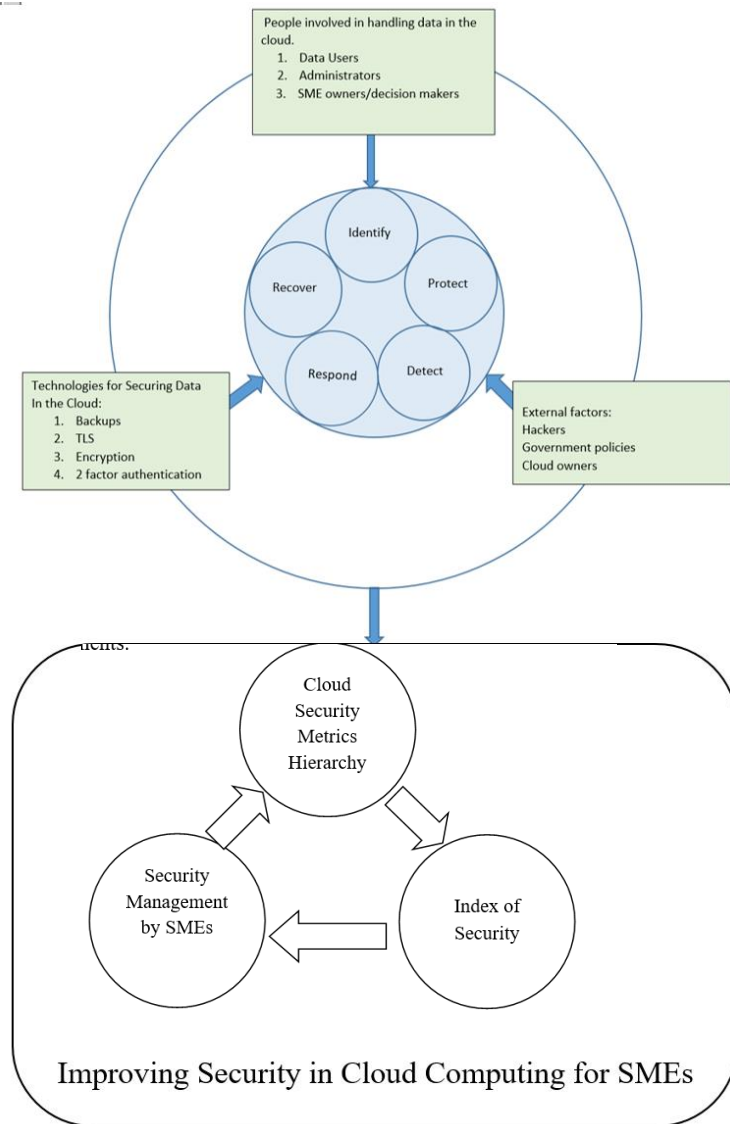 People involved in handling data in the
cloud.
1. Data Users
2. Administrators
3. SME owners/decision makers
Identify
Recover
Protect
Respond
Detect
Technologies for Securing Data
In the Cloud:
1. Backups
2. TLS
3. Encryption
4. 2 factor authentication
External factors:
Hackers
Government policies
Cloud owners
Cloud
Security
Metrics
Hierarchy
Security
Management
by SMEs
Index of
Security
Improving Security in Cloud Computing for SMEs